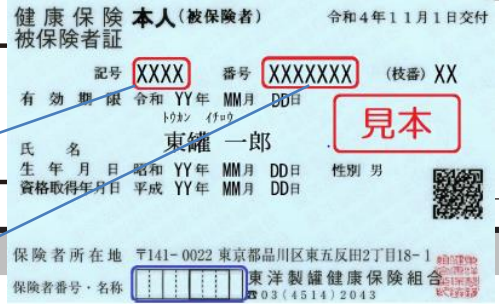 健康保険 本人(被保険者) 令和4年11月1日交付
被保険者証
記号 XXXX 番号 XXXXXXX (枝番) XX
有効期限 令和 YY年 MM月 DD日
トウカン イチロウ
氏名 東罐 一郎
見本
生年月日 昭和 YY年 MM月 DD日 性別 男
資格取得年月日 平成 YY年 MM月 DD日
保険者所在地 〒141-0022 東京都品川区東五反田2丁目18-1
保険者番号・名称 東洋製罐健康保険組合
☎03(4514)2043